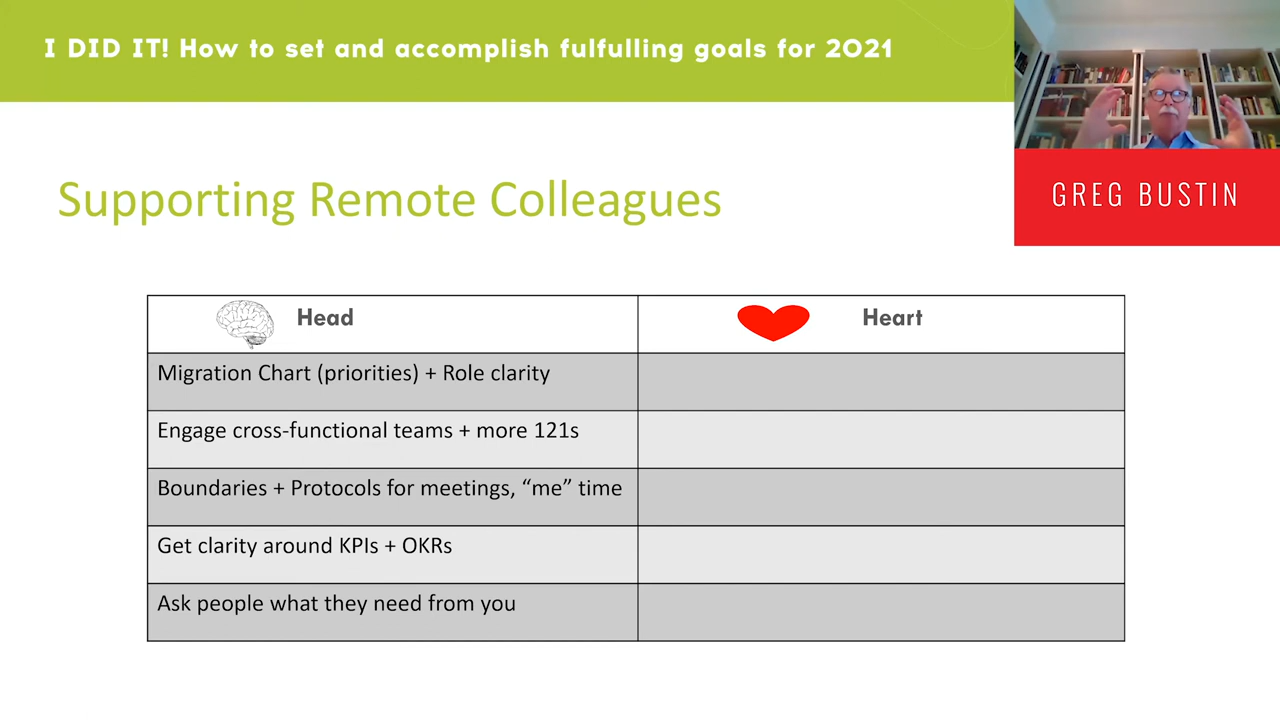 I DID IT! How to set and accomplish fulfulling goals for 2021
GREG BUSTIN
Supporting Remote Colleagues
Head
Heart
Migration Chart (priorities) + Role clarity
Engage cross-functional teams + more 121s
Boundaries + Protocols for meetings, “me” time
Get clarity around KPIs + OKRs
Ask people what they need from you